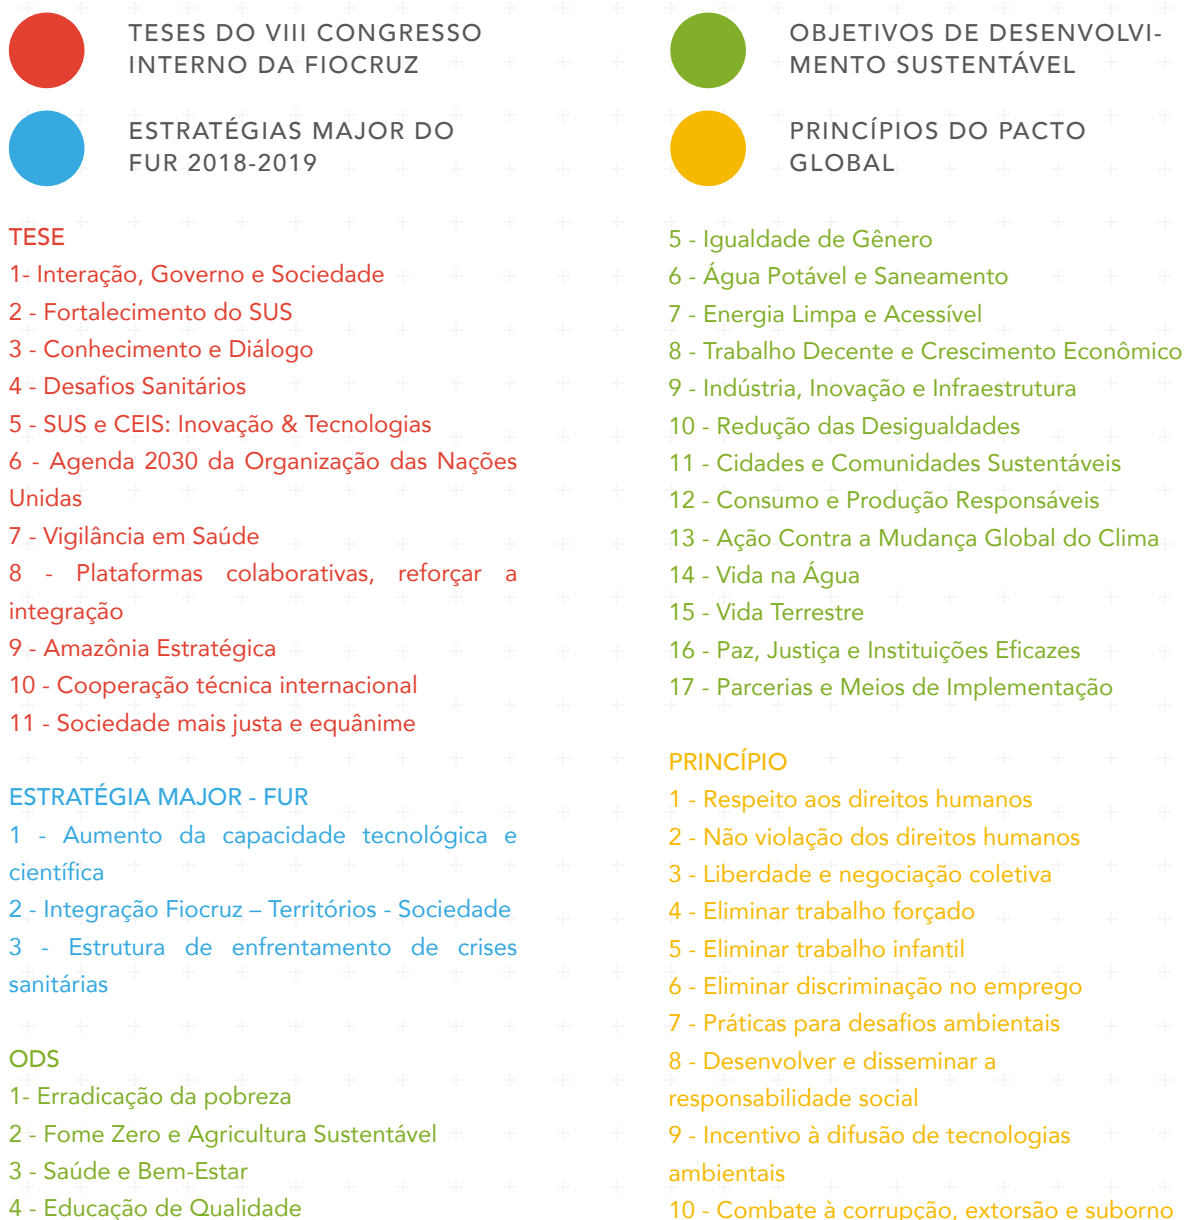 TESES DO VIII CONGRESSO
INTERNO DA FIOCRUZ
ESTRATÉGIAS MAJOR DO
FUR 2018-2019
OBJETIVOS DE DESENVOLVI-
MENTO SUSTENTÁVEL
PRINCÍPIOS DO PACTO
GLOBAL
TESE
1- Interação, Governo e Sociedade
2 - Fortalecimento do SUS
3 - Conhecimento e Diálogo
4 - Desafios Sanitários
5 - SUS e CEIS: Inovação & Tecnologias
6 - Agenda 2030 da Organização das Nações
Unidas
7 - Vigilância em Saúde
8 - Plataformas colaborativas, reforçar a
integração
9 - Amazônia Estratégica
10 - Cooperação técnica internacional
11 - Sociedade mais justa e equânime
ESTRATÉGIA MAJOR - FUR
1 - Aumento da capacidade tecnológica e
científica
2 - Integração Fiocruz – Territórios - Sociedade
3 - Estrutura de enfrentamento de crises
sanitárias
ODS
1- Erradicação da pobreza
2 - Fome Zero e Agricultura Sustentável
3 - Saúde e Bem-Estar
4 - Educação de Qualidade
5 - Igualdade de Gênero
6 - Água Potável e Saneamento
7 - Energia Limpa e Acessível
8 - Trabalho Decente e Crescimento Econômico
9 - Indústria, Inovação e Infraestrutura
10 - Redução das Desigualdades
11 - Cidades e Comunidades Sustentáveis
12 - Consumo e Produção Responsáveis
13 - Ação Contra a Mudança Global do Clima
14 - Vida na Água
15 - Vida Terrestre
16 - Paz, Justiça e Instituições Eficazes
17 - Parcerias e Meios de Implementação
PRINCÍPIO
1 - Respeito aos direitos humanos
2 - Não violação dos direitos humanos
3 - Liberdade e negociação coletiva
4 - Eliminar trabalho forçado
5 - Eliminar trabalho infantil
6 - Eliminar discriminação no emprego
7 - Práticas para desafios ambientais
8 - Desenvolver e disseminar a
responsabilidade social
9 - Incentivo à difusão de tecnologias
ambientais
10 - Combate à corrupção, extorsão e suborno